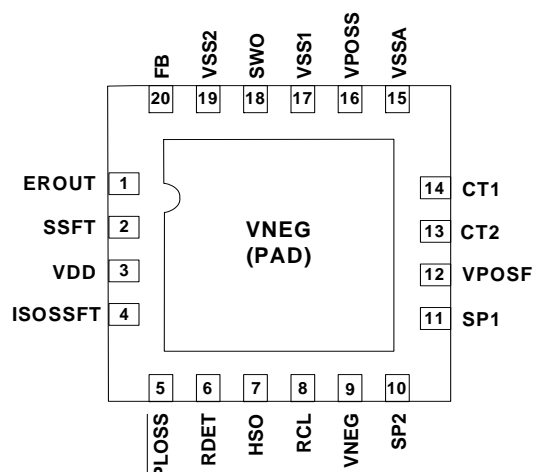 FB
VSS2
SWO
VSS1
VPOSS
VSSA
20
19
18
17
16
15
EROUT 1
SSFT 2
VDD 3
ISOSSFT 4
VNEG
(PAD)
14 CT1
13 CT2
12 VPOSF
11 SP1
5
6
7
8
9
10
PLOSS
RDET
HSO
RCL
VNEG
SP2